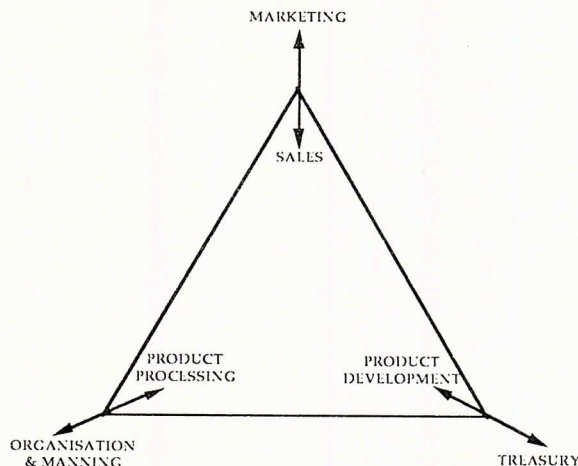 MARKETING
SALES
PRODUCT
PROCESSING
PRODUCT
DEVELOPMENT
ORGANISATION
& MANNING
TREASURY